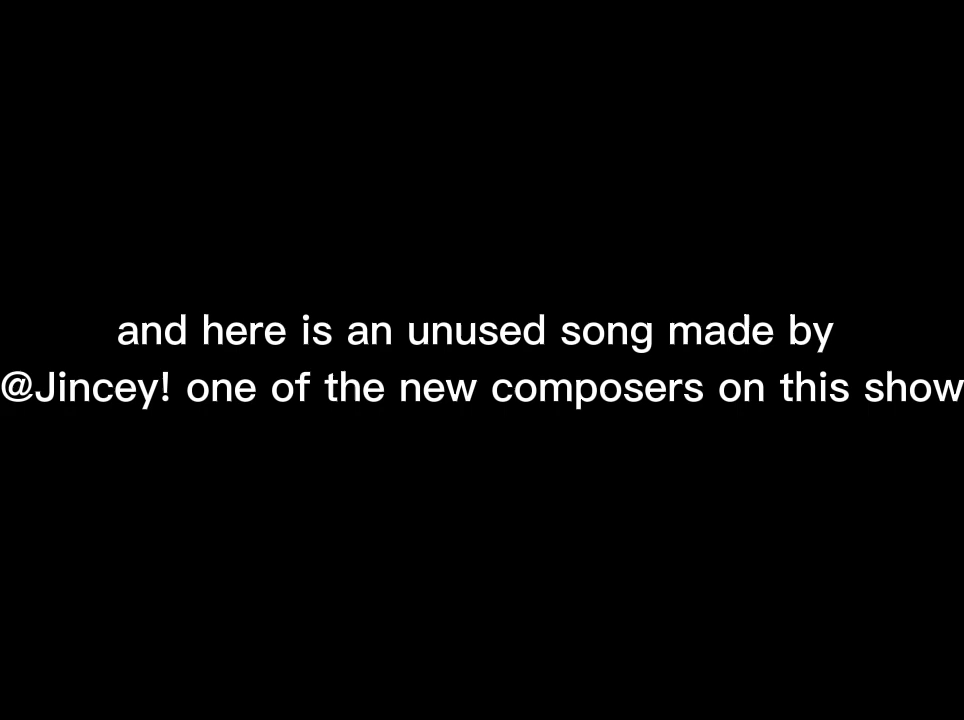 and here is an unused song made by
@Jincey! one of the new composers on this show